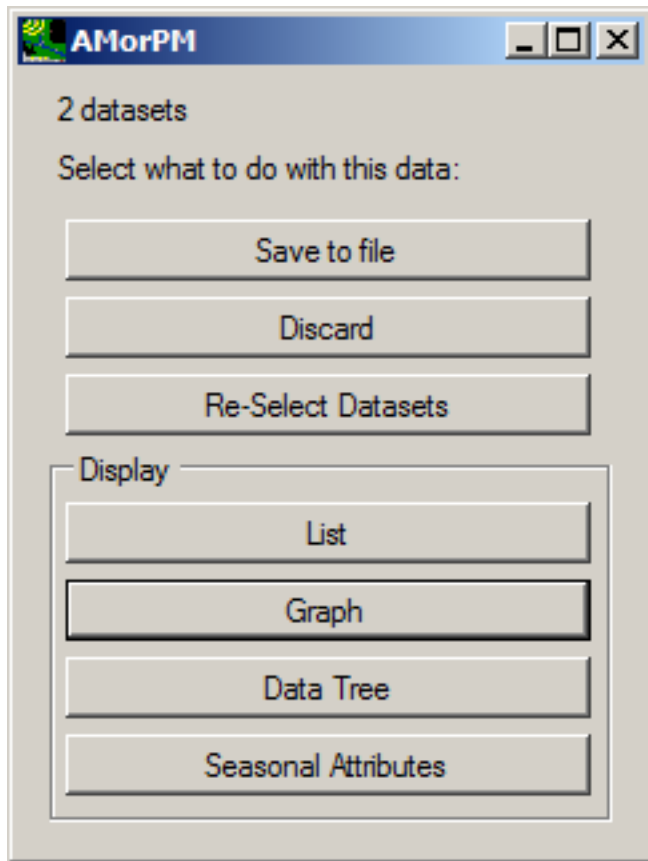 AMorPM
2 datasets
Select what to do with this data:
Save to file
Discard
Re-Select Datasets
Display
List
Graph
Data Tree
Seasonal Attributes